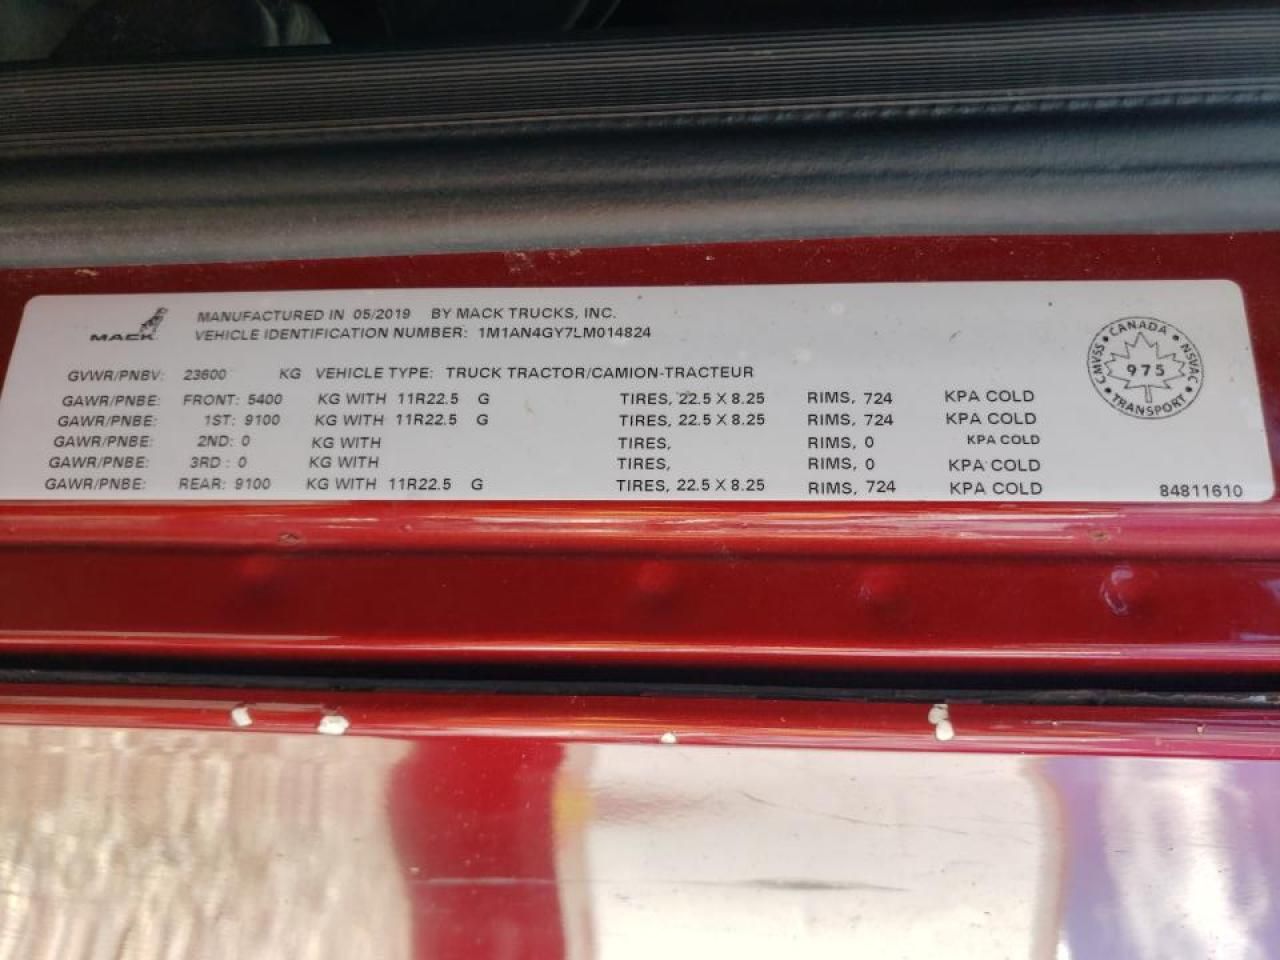 MACK
MANUFACTURED IN 05/2019 BY MACK TRUCKS, INC.
VEHICLE IDENTIFICATION NUMBER: 1M1AN4GY7LM014824
GVWR/PNBV: 23600 KG VEHICLE TYPE: TRUCK TRACTOR/CAMION-TRACTEUR
GAWR/PNBE: FRONT: 5400 KG WITH 11R22.5 G TIRES, 22.5 X 8.25 RIMS, 724 KPA COLD
GAWR/PNBE: 1ST: 9100 KG WITH 11R22.5 G TIRES, 22.5 X 8.25 RIMS, 724 KPA COLD
GAWR/PNBE: 2ND: 0 KG WITH TIRES, RIMS, 0 KPA COLD
GAWR/PNBE: 3RD : 0 KG WITH TIRES, RIMS, 0 KPA COLD
GAWR/PNBE: REAR: 9100 KG WITH 11R22.5 G TIRES, 22.5 X 8.25 RIMS, 724 KPA COLD
CMVSS • CANADA • NSVAC • TRANSPORT •
975
84811610